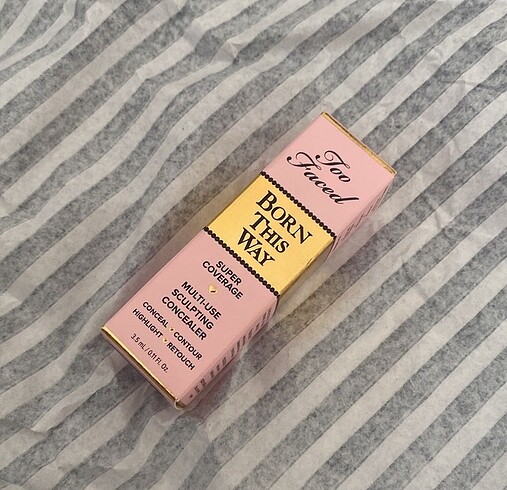 Too
Faced
BORN
THIS
WAY
SUPER
COVERAGE
MULTI-USE
SCULPTING
CONCEALER
CONCEAL • CONTOUR
HIGHLIGHT • RETOUCH
3.5 mL / 0.11 Fl. Oz.